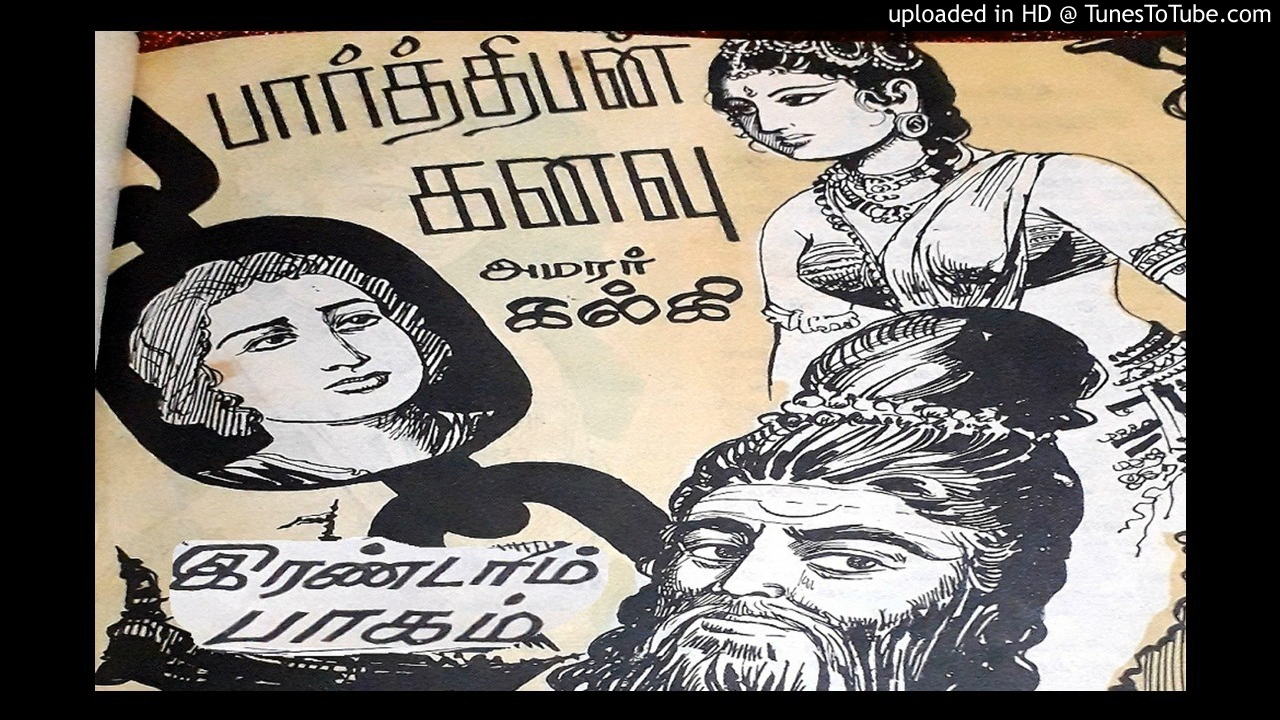 uploaded in HD @ TunesToTube.com
பார்த்திபன்
கனவு
அமரர்
கல்கி
இரண்டாம்
பாகம்